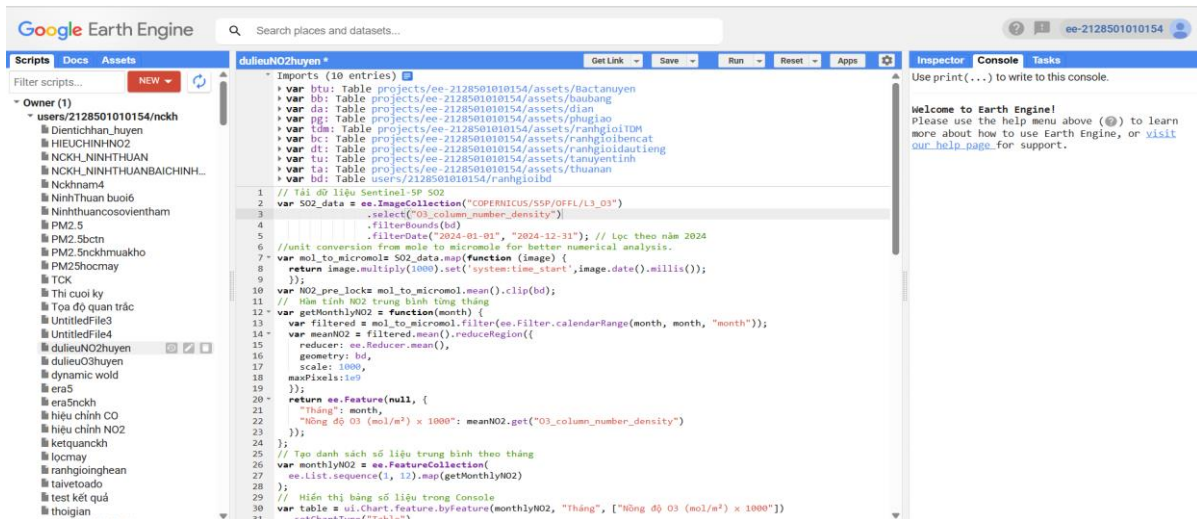 Google Earth Engine
Search places and datasets...
ee-2128501010154
Scripts Docs Assets
Filter scripts...
NEW
Owner (1)
users/2128501010154/nckh
Dientichhan_huyen
HIEUCHINHNO2
NCKH_NINHTHUAN
NCKH_NINHTHUANBAICHINH...
Nckhnam4
NinhThuan buoi6
Ninhthuancosovientham
PM2.5
PM2.5bctn
PM2.5nckhmuakho
PM25hocmay
TCK
Thi cuoi ky
Tọa độ quan trắc
UntitledFile3
UntitledFile4
dulieuNO2huyen
dulieuO3huyen
dynamic wold
era5
era5nckh
hiệu chỉnh CO
hiệu chỉnh NO2
ketquanckh
lọcmay
ranhgioinghean
taivetoado
test kết quả
thoigian
dulieuNO2huyen *
Get Link Save Run Reset Apps
Imports (10 entries)
var btu: Table projects/ee-2128501010154/assets/Bactanuyen
var bb: Table projects/ee-2128501010154/assets/baubang
var da: Table projects/ee-2128501010154/assets/dian
var pg: Table projects/ee-2128501010154/assets/phugiao
var tdm: Table projects/ee-2128501010154/assets/ranhgioiTDM
var bc: Table projects/ee-2128501010154/assets/ranhgioibencat
var dt: Table projects/ee-2128501010154/assets/ranhgioidautieng
var tu: Table projects/ee-2128501010154/assets/tanuyentinh
var ta: Table projects/ee-2128501010154/assets/thuanan
var bd: Table users/2128501010154/ranhgioibd
1 // Tải dữ liệu Sentinel-5P SO2
2 var SO2_data = ee.ImageCollection("COPERNICUS/S5P/OFFL/L3_O3")
3 .select("O3_column_number_density")
4 .filterBounds(bd)
5 .filterDate("2024-01-01", "2024-12-31"); // Lọc theo năm 2024
6 //unit conversion from mole to micromole for better numerical analysis.
7 var mol_to_micromol= SO2_data.map(function (image) {
8 return image.multiply(1000).set('system:time_start',image.date().millis());
9 });
10 var NO2_pre_lock= mol_to_micromol.mean().clip(bd);
11 // Hàm tính NO2 trung bình từng tháng
12 var getMonthlyNO2 = function(month) {
13 var filtered = mol_to_micromol.filter(ee.Filter.calendarRange(month, month, "month"));
14 var meanNO2 = filtered.mean().reduceRegion({
15 reducer: ee.Reducer.mean(),
16 geometry: bd,
17 scale: 1000,
18 maxPixels:1e9
19 });
20 return ee.Feature(null, {
21 "Tháng": month,
22 "Nồng độ O3 (mol/m²) x 1000": meanNO2.get("O3_column_number_density")
23 });
24 };
25 // Tạo danh sách số liệu trung bình theo tháng
26 var monthlyNO2 = ee.FeatureCollection(
27 ee.List.sequence(1, 12).map(getMonthlyNO2)
28 );
29 // Hiển thị bảng số liệu trong Console
30 var table = ui.Chart.feature.byFeature(monthlyNO2, "Tháng", ["Nồng độ O3 (mol/m²) x 1000"])
Inspector Console Tasks
Use print(...) to write to this console.
Welcome to Earth Engine!
Please use the help menu above (?) to learn
more about how to use Earth Engine, or visit
our help page for support.